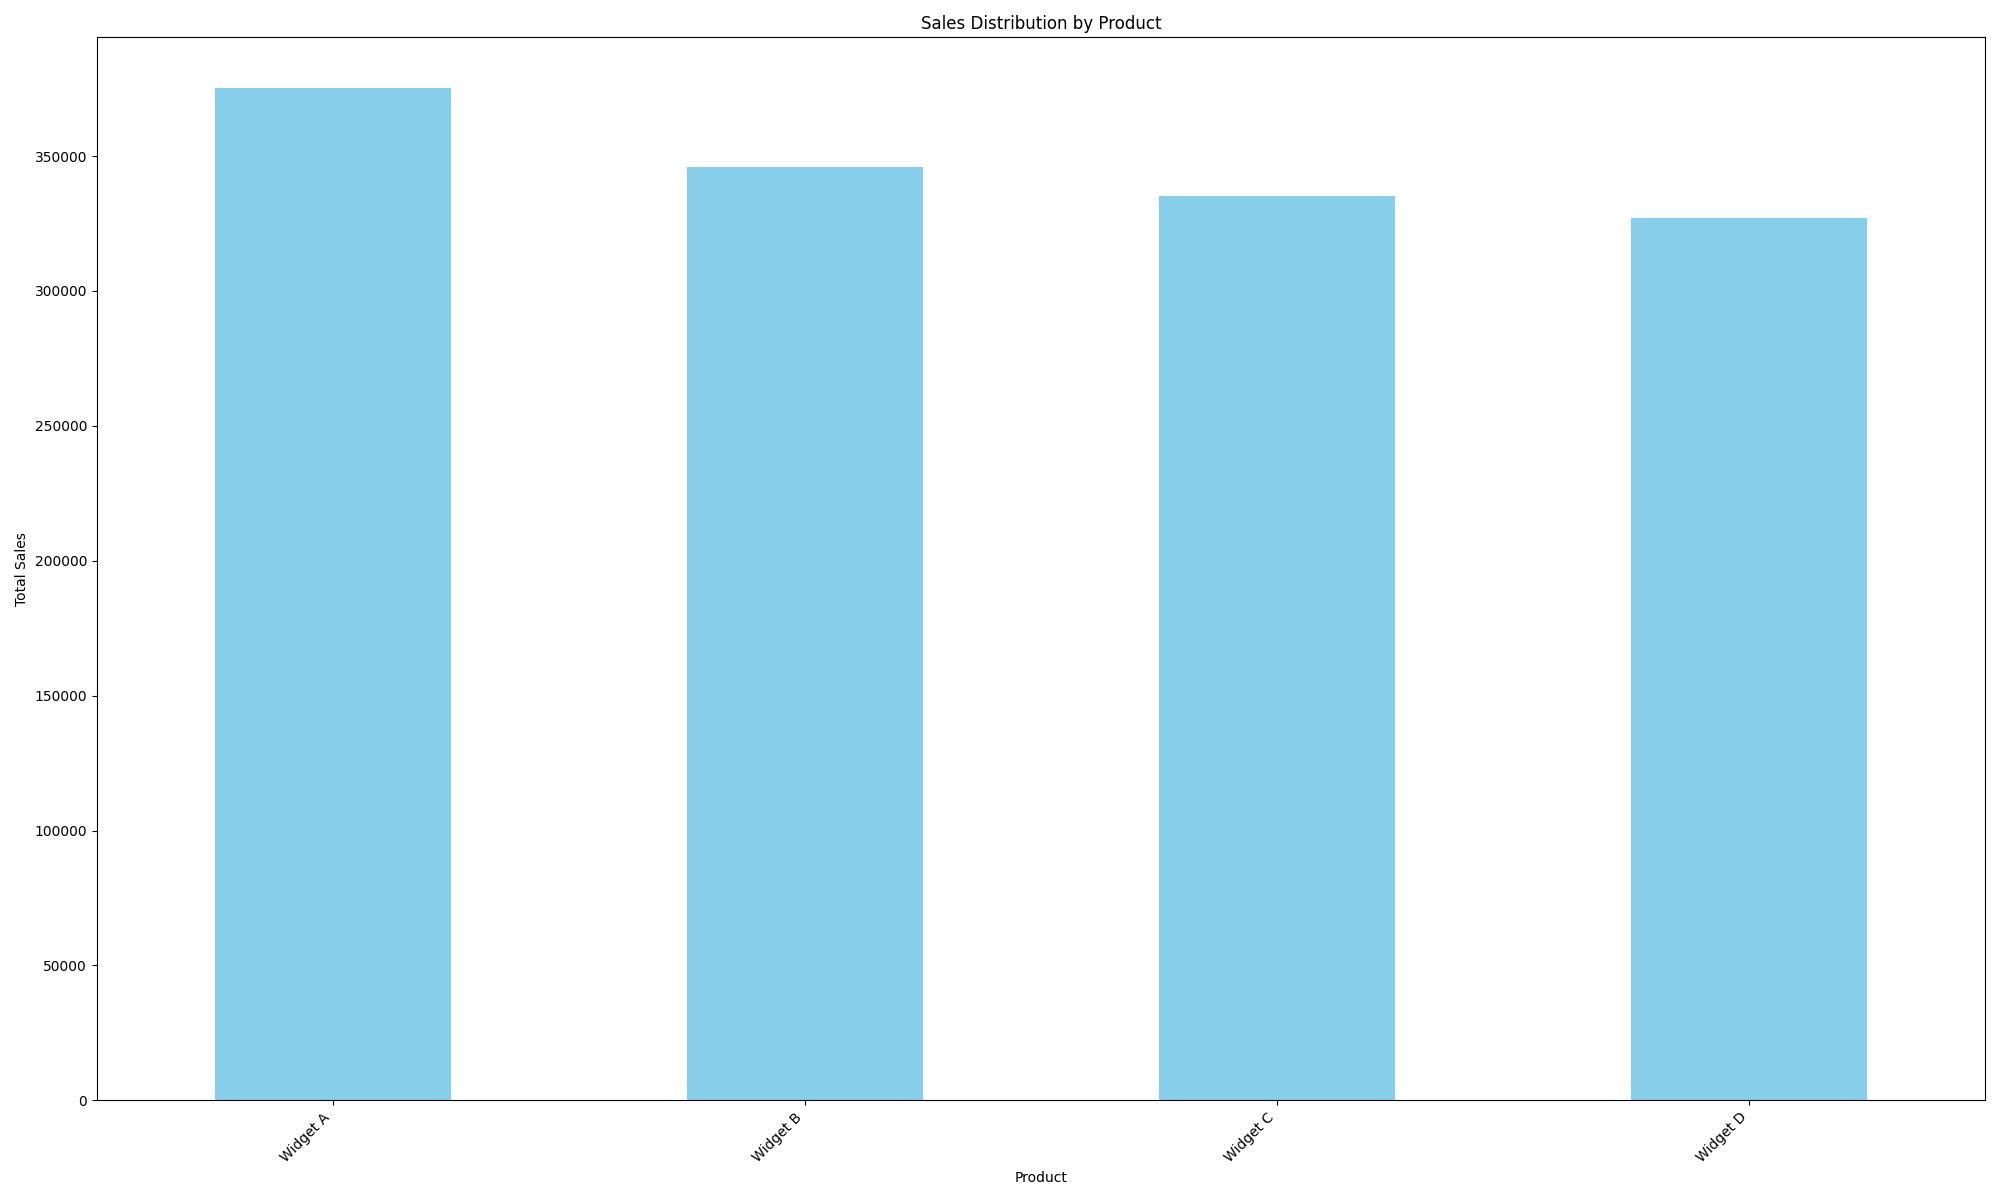 Sales Distribution by Product
Total Sales
350000
300000
250000
200000
150000
100000
50000
0
Widget A
Widget B
Widget C
Widget D
Product